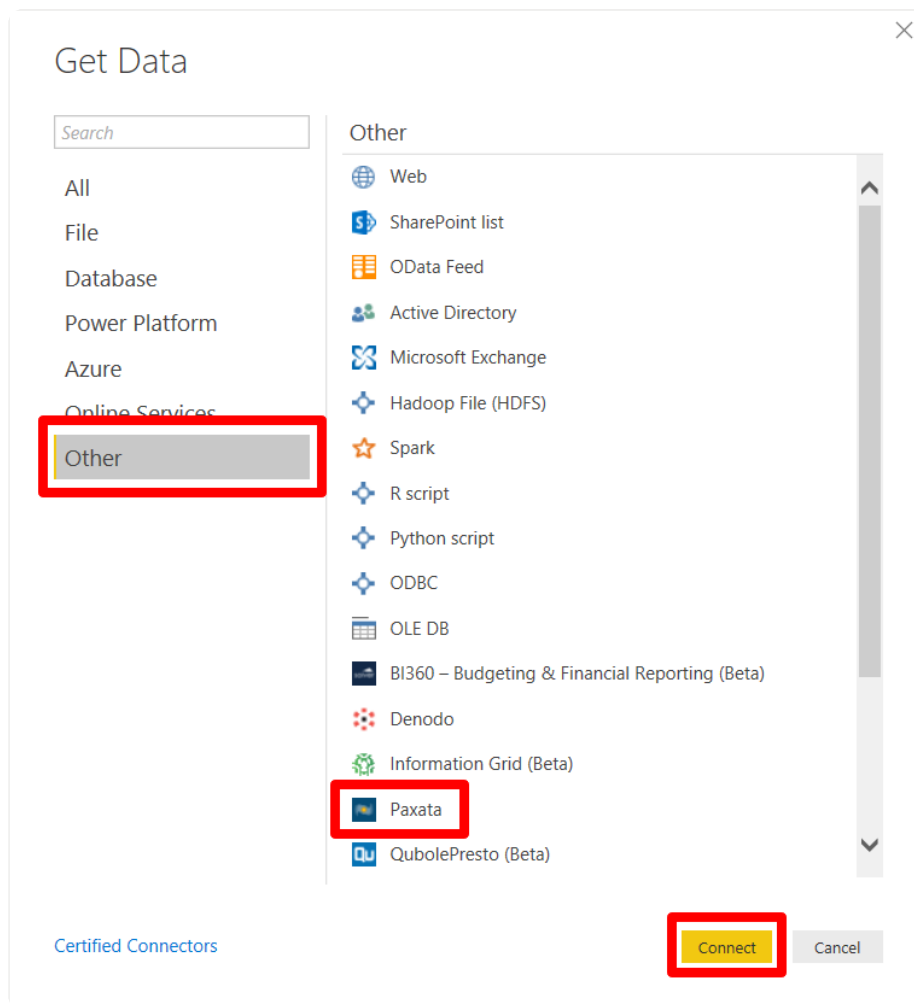 Get Data
Search
All
File
Database
Power Platform
Azure
Online Services
Other
Other
Web
SharePoint list
OData Feed
Active Directory
Microsoft Exchange
Hadoop File (HDFS)
Spark
R script
Python script
ODBC
OLE DB
BI360 – Budgeting & Financial Reporting (Beta)
Denodo
Information Grid (Beta)
Paxata
QubolePresto (Beta)
Certified Connectors
Connect
Cancel